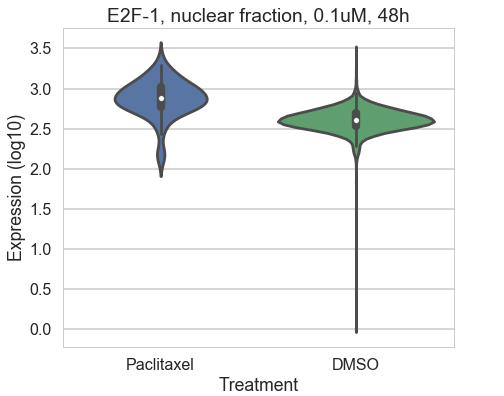 E2F-1, nuclear fraction, 0.1uM, 48h
Expression (log10)
3.5
3.0
2.5
2.0
1.5
1.0
0.5
0.0
Paclitaxel DMSO
Treatment